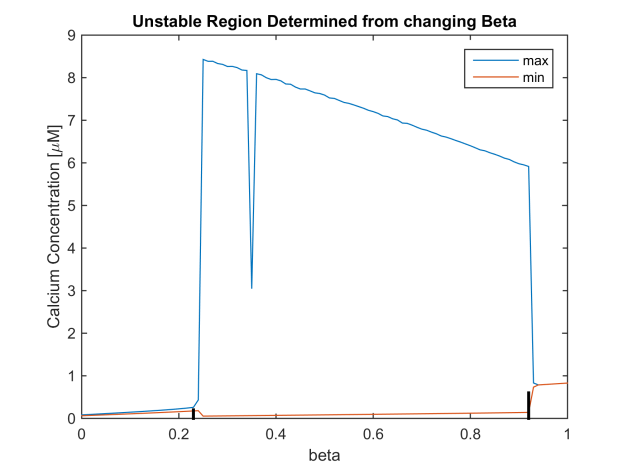 Unstable Region Determined from changing Beta
max
min
Calcium Concentration [μM]
9
8
7
6
5
4
3
2
1
0
0 0.2 0.4 0.6 0.8 1
beta